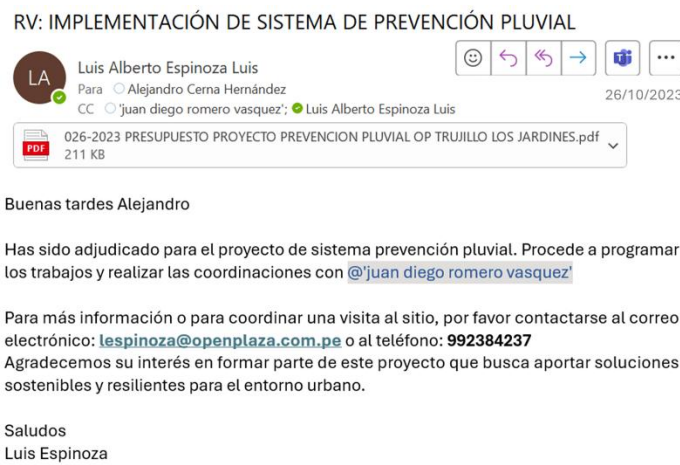 RV: IMPLEMENTACIÓN DE SISTEMA DE PREVENCIÓN PLUVIAL
LA
Luis Alberto Espinoza Luis
Para Alejandro Cerna Hernández
26/10/2023
CC 'juan diego romero vasquez'; Luis Alberto Espinoza Luis
PDF
026-2023 PRESUPUESTO PROYECTO PREVENCION PLUVIAL OP TRUJILLO LOS JARDINES.pdf
211 KB
Buenas tardes Alejandro
Has sido adjudicado para el proyecto de sistema prevención pluvial. Procede a programar
los trabajos y realizar las coordinaciones con @'juan diego romero vasquez'
Para más información o para coordinar una visita al sitio, por favor contactarse al correo
electrónico: lespinoza@openplaza.com.pe o al teléfono: 992384237
Agradecemos su interés en formar parte de este proyecto que busca aportar soluciones
sostenibles y resilientes para el entorno urbano.
Saludos
Luis Espinoza